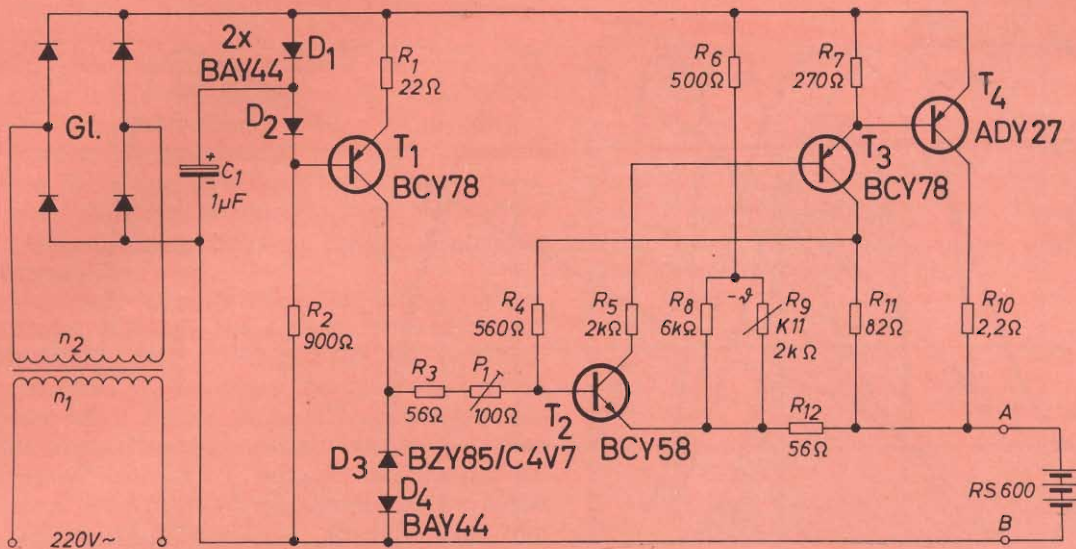 2x
BAY44
D1
D2
Gl.
+
-
C1
1µF
R1
22Ω
T1
BCY78
R2
900Ω
n2
n1
220V~
R3
56Ω
P1
100Ω
D3
BZY85/C4V7
D4
BAY44
R4
560Ω
R5
2kΩ
T2
BCY58
R6
500Ω
R7
270Ω
T3
BCY78
T4
ADY27
R8
6kΩ
-ϑ
R9
K11
2kΩ
R11
82Ω
R10
2,2Ω
R12
56Ω
A
RS600
B